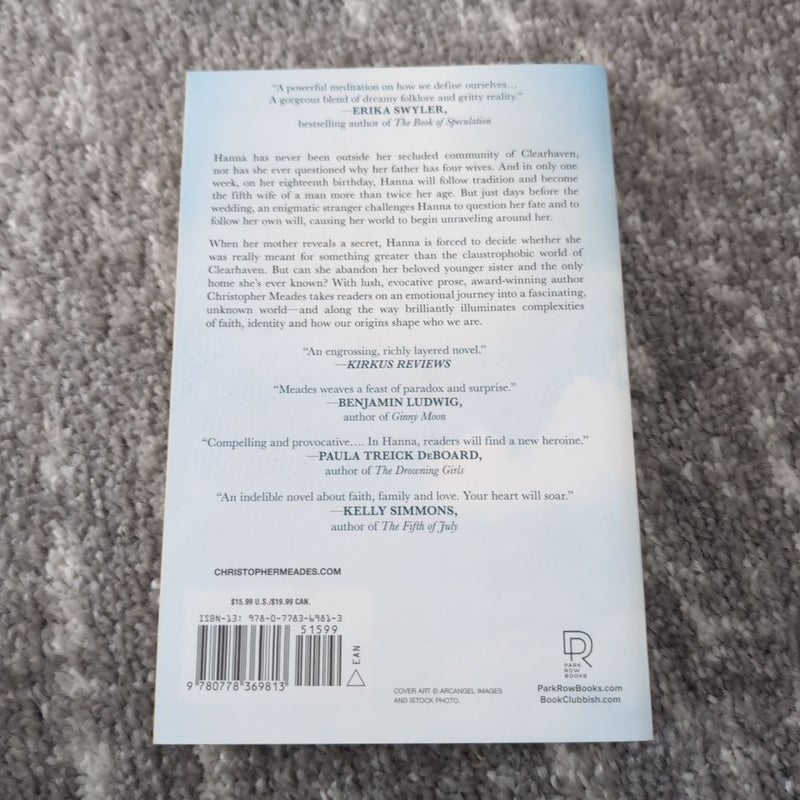 “A powerful meditation on how we define ourselves…
A gorgeous blend of dreamy folklore and gritty reality.”
—ERIKA SWYLER,
bestselling author of The Book of Speculation
Hanna has never been outside her secluded community of Clearhaven,
nor has she ever questioned why her father has four wives. And in only one
week, on her eighteenth birthday, Hanna will follow tradition and become
the fifth wife of a man more than twice her age. But just days before the
wedding, an enigmatic stranger challenges Hanna to question her fate and to
follow her own will, causing her world to begin unraveling around her.
When her mother reveals a secret, Hanna is forced to decide whether she
was really meant for something greater than the claustrophobic world of
Clearhaven. But can she abandon her beloved younger sister and the only
home she’s ever known? With lush, evocative prose, award-winning author
Christopher Meades takes readers on an emotional journey into a fascinating,
unknown world—and along the way brilliantly illuminates complexities
of faith, identity and how our origins shape who we are.
“An engrossing, richly layered novel.”
—KIRKUS REVIEWS
“Meades weaves a feast of paradox and surprise.”
—BENJAMIN LUDWIG,
author of Ginny Moon
“Compelling and provocative…. In Hanna, readers will find a new heroine.”
—PAULA TREICK DEBOARD,
author of The Drowning Girls
“An indelible novel about faith, family and love. Your heart will soar.”
—KELLY SIMMONS,
author of The Fifth of July
CHRISTOPHERMEADES.COM
$15.99 U.S./$19.99 CAN.
ISBN-13: 978-0-7783-6981-3
51599
EAN
9 780778 369813
COVER ART © ARCANGEL IMAGES
AND ISTOCK PHOTO.
PR
PARK
ROW
BOOKS
ParkRowBooks.com
BookClubbish.com